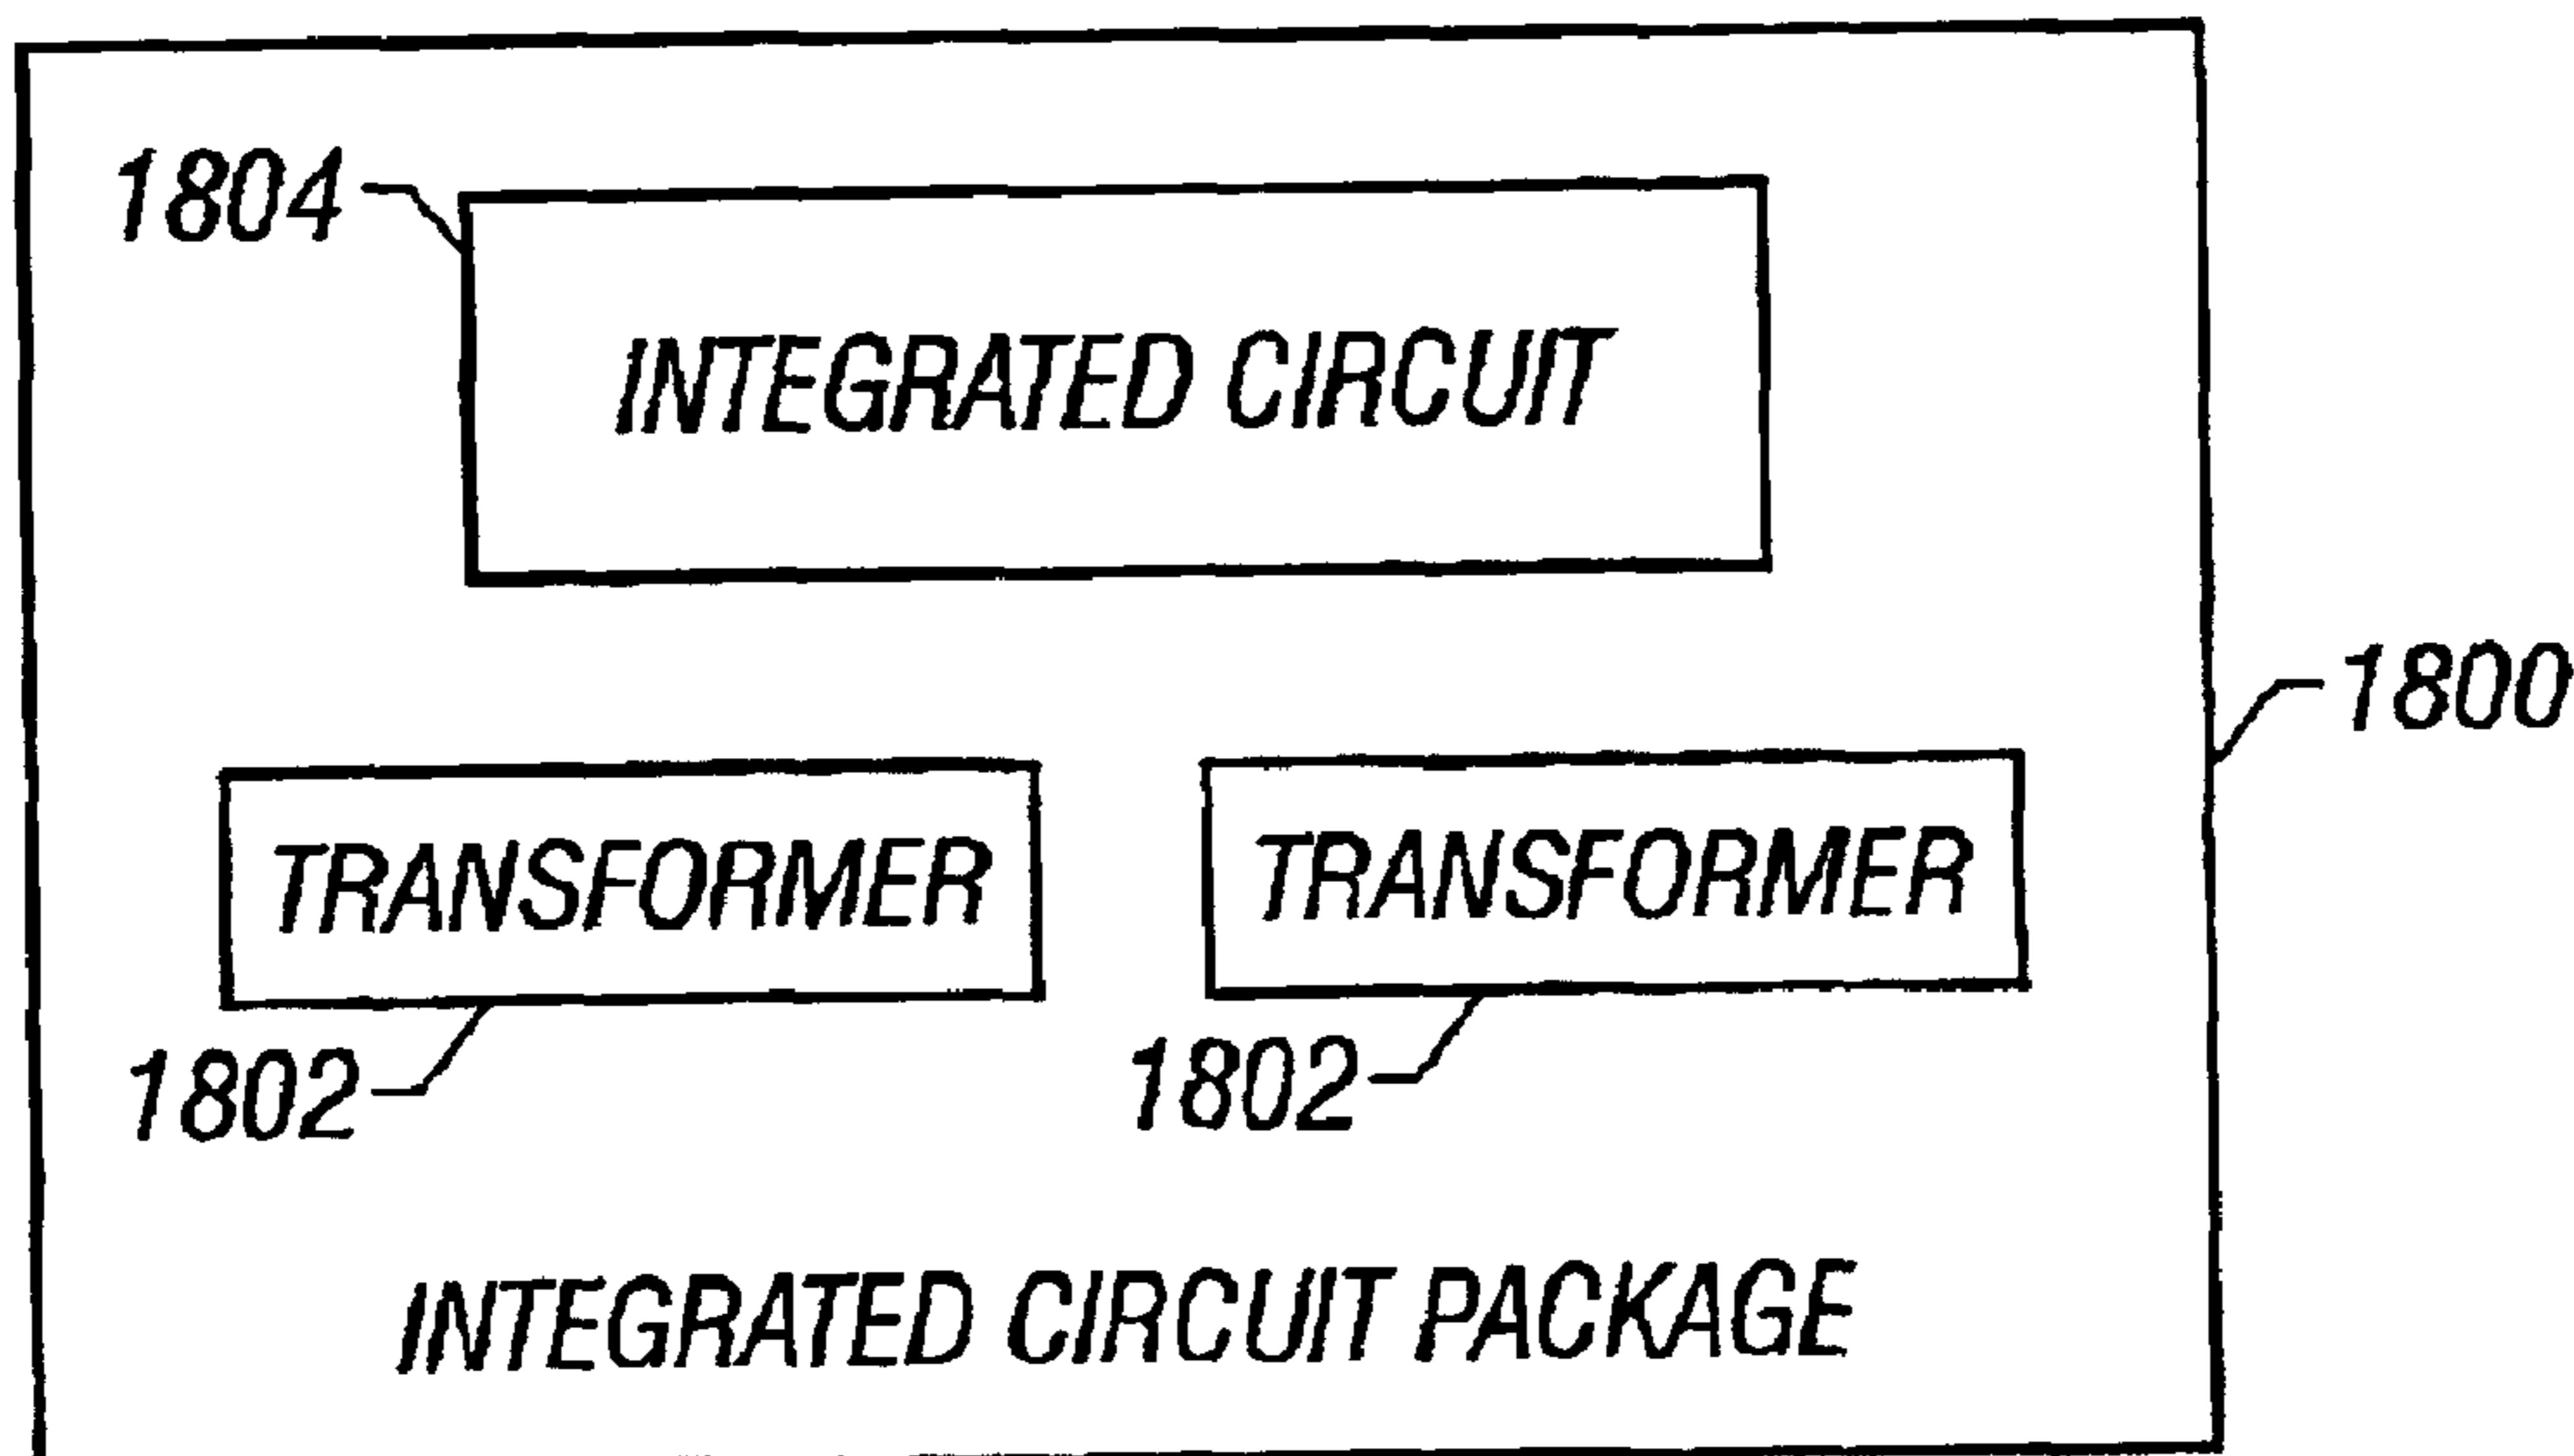 1804
INTEGRATED CIRCUIT
1800
TRANSFORMER TRANSFORMER
1802 1802
INTEGRATED CIRCUIT PACKAGE